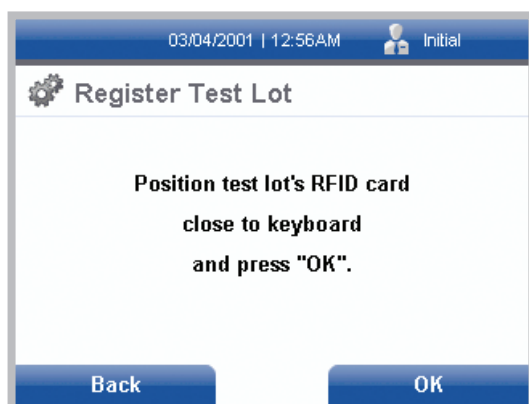 03/04/2001 | 12:56AM Initial
Register Test Lot
Position test lot's RFID card
close to keyboard
and press "OK".
Back OK